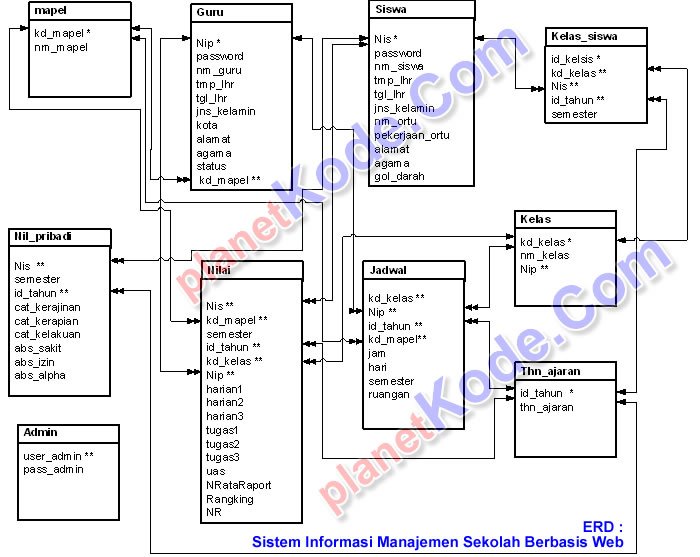 mapel
kd_mapel *
nm_mapel
Guru
Nip *
password
nm_guru
tmp_lhr
tgl_lhr
jns_kelamin
kota
alamat
agama
status
kd_mapel **
Siswa
Nis *
password
nm_siswa
tmp_lhr
tgl_lhr
jns_kelamin
nm_ortu
pekerjaan_ortu
alamat
agama
gol_darah
Kelas_siswa
id_kelsis *
kd_kelas **
Nis **
id_tahun **
semester
Nil_pribadi
Nis **
semester
id_tahun **
cat_kerajinan
cat_kerapian
cat_kelakuan
abs_sakit
abs_izin
abs_alpha
Nilai
Nis **
kd_mapel **
semester
id_tahun **
kd_kelas **
Nip **
harian1
harian2
harian3
tugas1
tugas2
tugas3
uas
NRataRaport
Rangking
NR
Jadwal
kd_kelas **
Nip **
id_tahun **
kd_mapel**
jam
hari
semester
ruangan
Kelas
kd_kelas *
nm_kelas
Nip **
Thn_ajaran
id_tahun *
thn_ajaran
Admin
user_admin **
pass_admin
planetKode.Com
planetKode.Com
ERD :
Sistem Informasi Manajemen Sekolah Berbasis Web